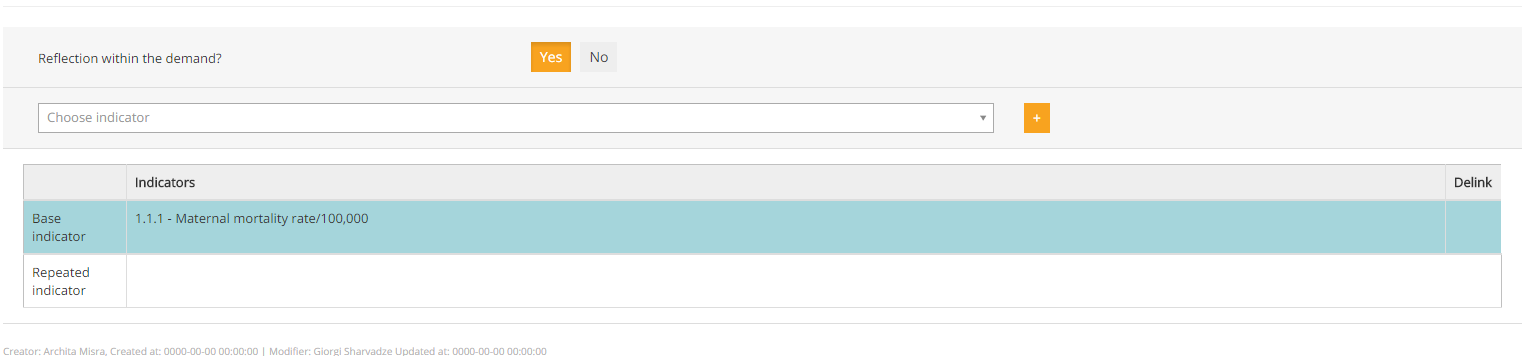 Reflection within the demand?
Yes
No
Choose indicator
+
Indicators
Delink
Base
indicator
1.1.1 - Maternal mortality rate/100,000
Repeated
indicator
Creator: Archita Misra, Created at: 0000-00-00 00:00:00 | Modifier: Giorgi Sharvadze Updated at: 0000-00-00 00:00:00